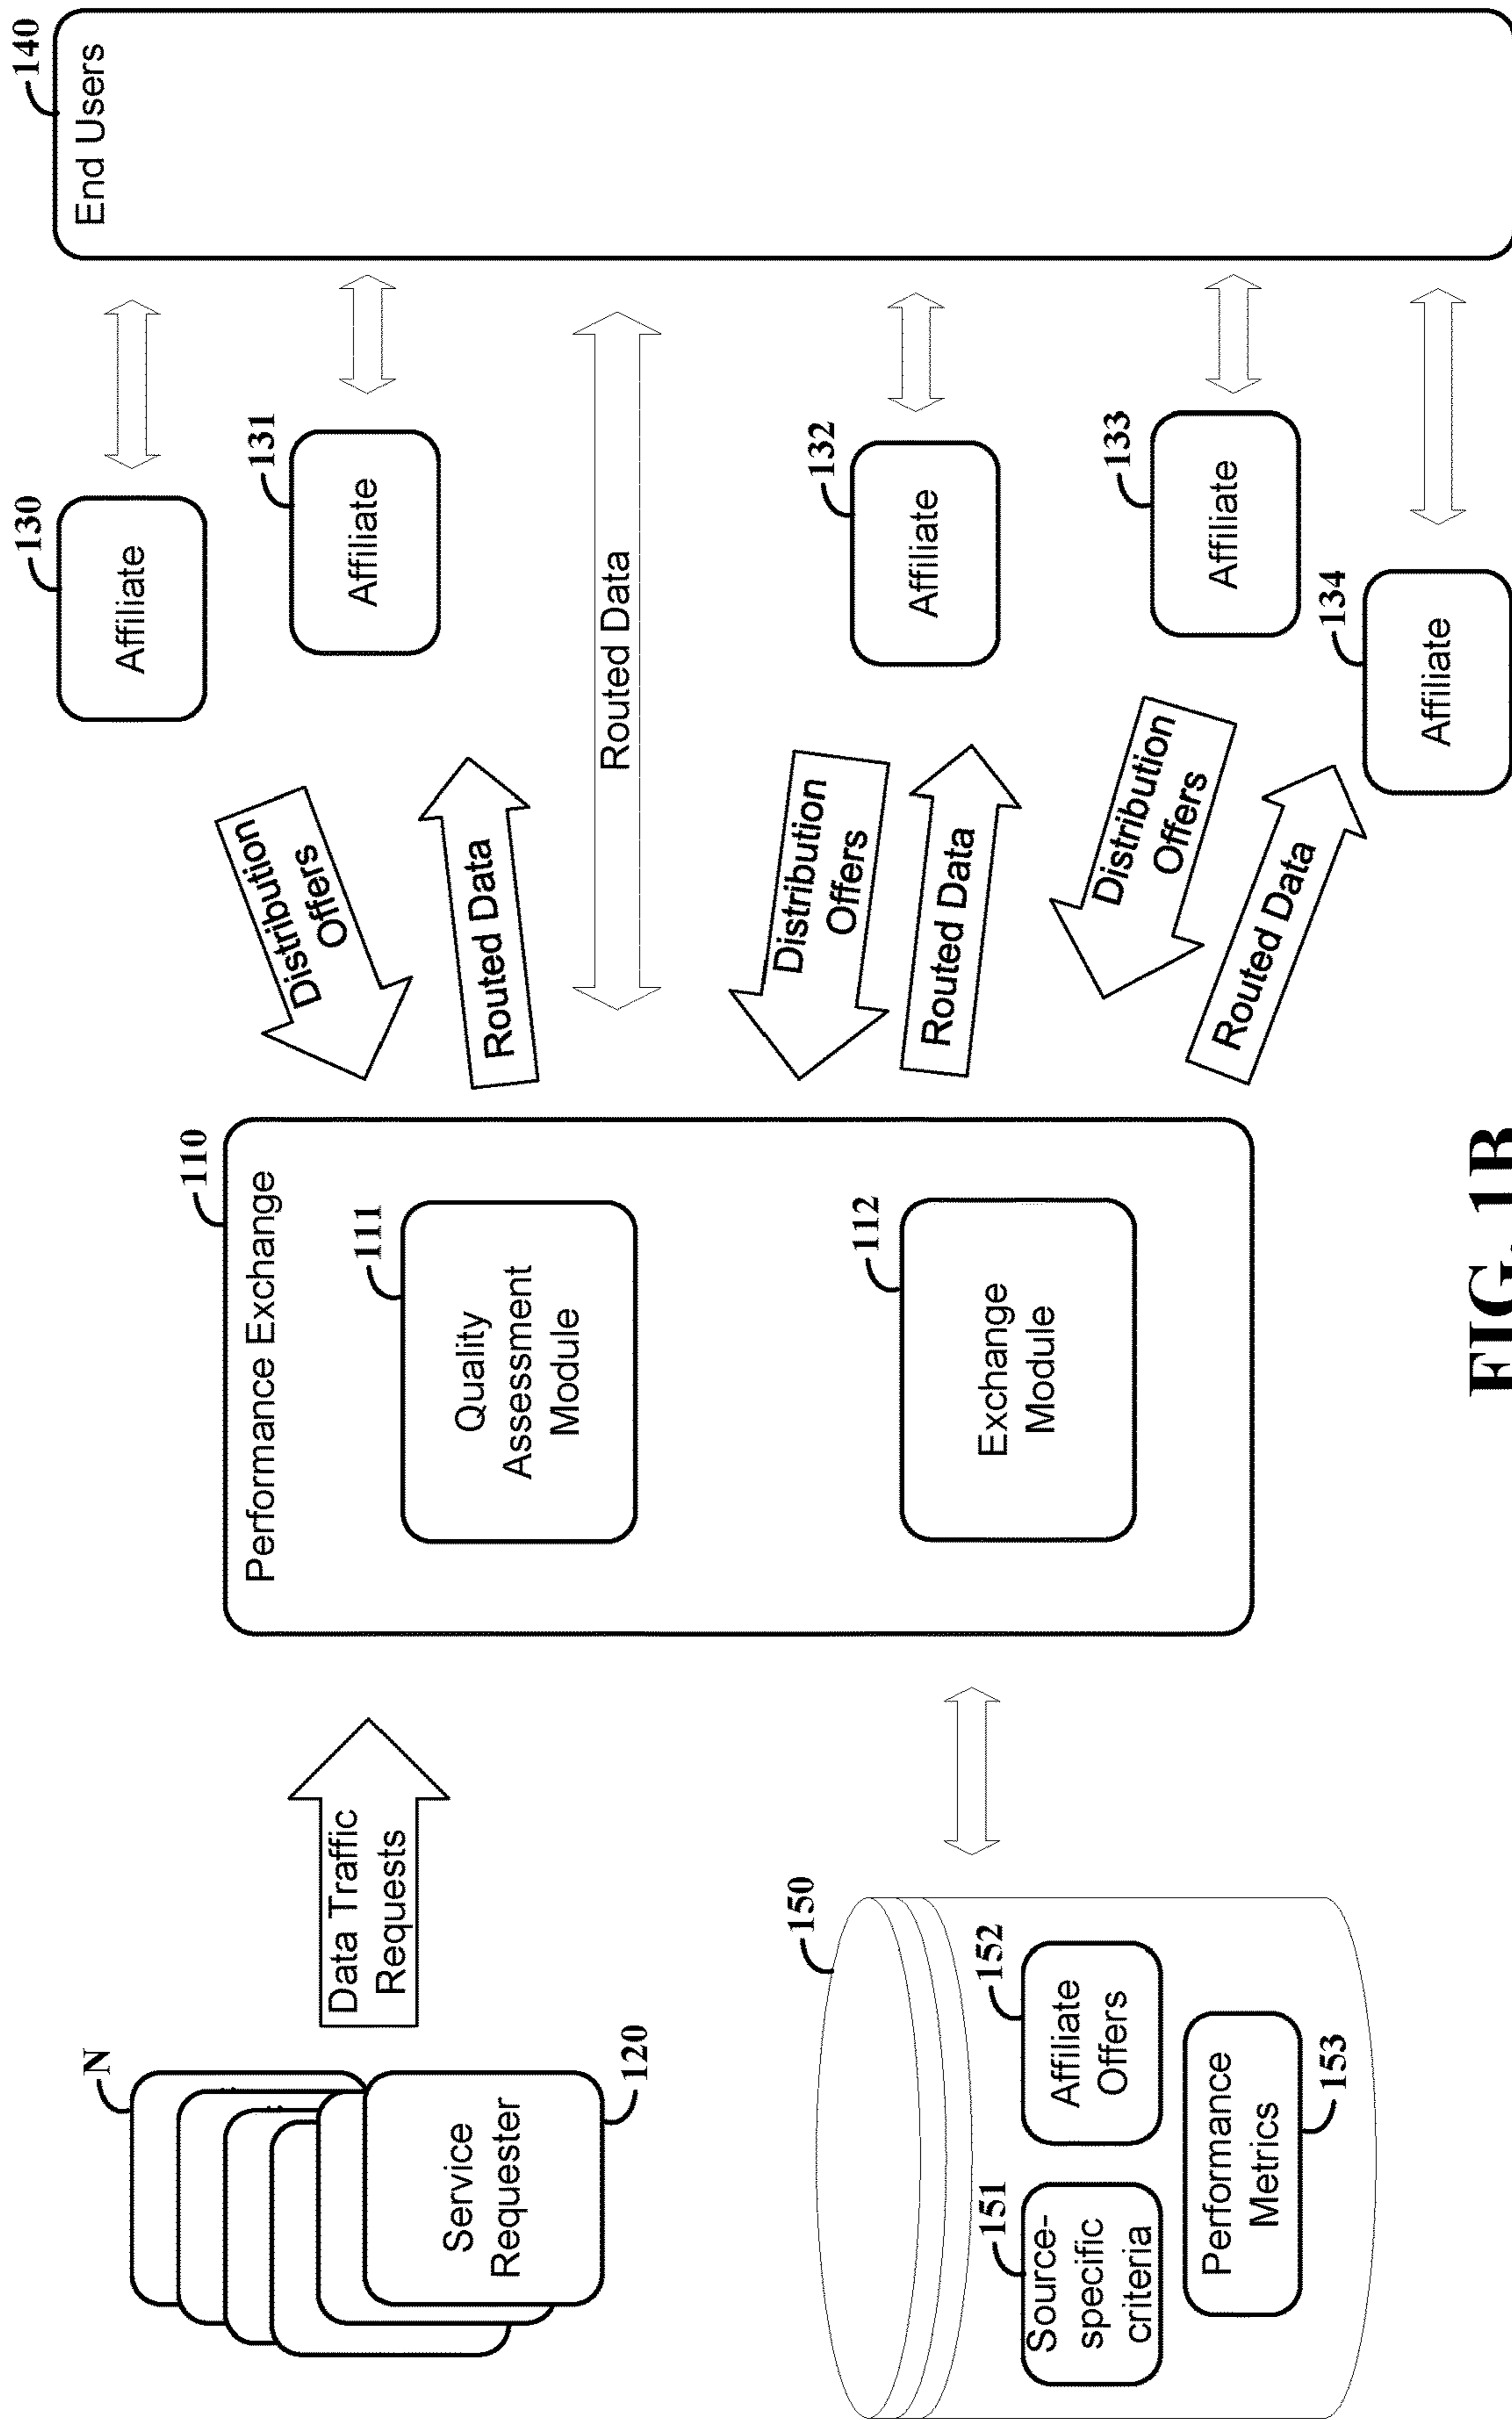 N
Service
Requester
120
Data Traffic
Requests
150
Source-
specific
criteria
151
Affiliate
Offers
152
Performance
Metrics
153
110
Performance Exchange
111
Quality
Assessment
Module
112
Exchange
Module
Distribution
Offers
Routed Data
Routed Data
Distribution
Offers
Routed Data
Distribution
Offers
Routed Data
130
Affiliate
131
Affiliate
132
Affiliate
133
Affiliate
134
Affiliate
140
End Users
FIG. 1B